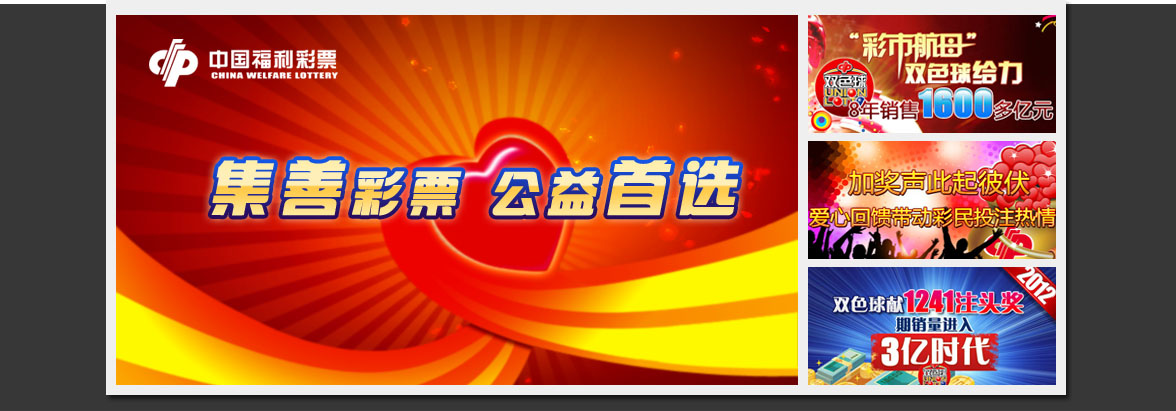 中国福利彩票
CHINA WELFARE LOTTERY
集善彩票 公益首选
“彩市航母”
双色球给力
双色球
UNION
LOTTO
8年销售1600多亿元
加奖声此起彼伏
爱心回馈带动彩民投注热情
2012
双色球献1241注头奖
期销量进入
3亿时代
双色球